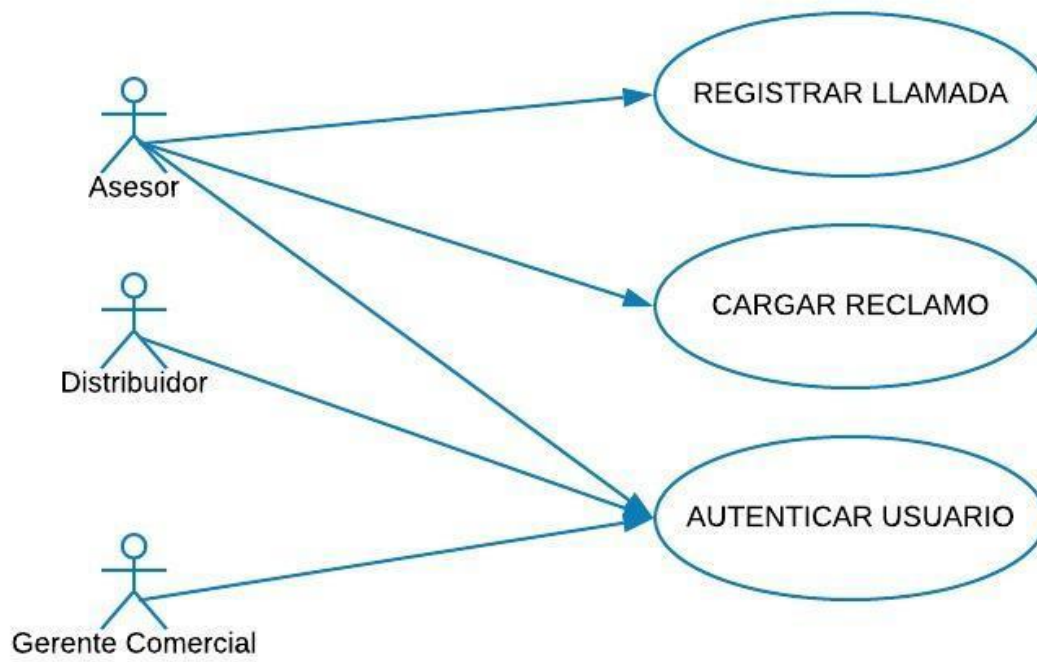 REGISTRAR LLAMADA
Asesor
CARGAR RECLAMO
Distribuidor
AUTENTICAR USUARIO
Gerente Comercial